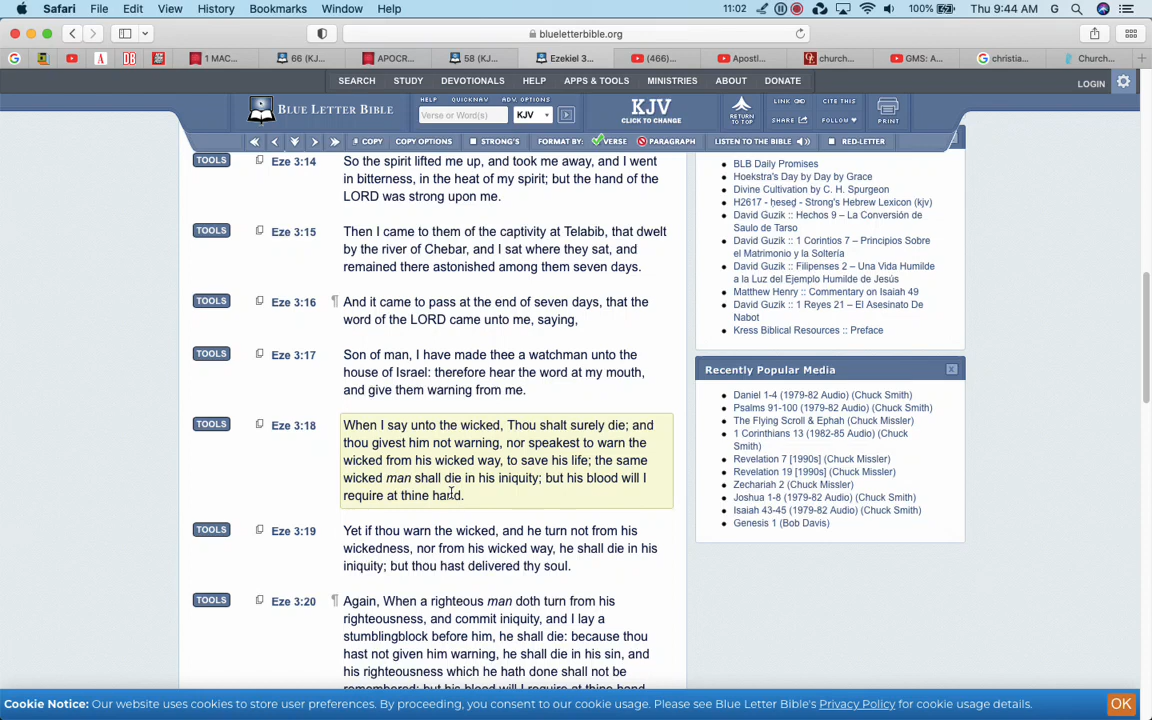 Safari File Edit View History Bookmarks Window Help 11:02 100% Thu 9:44 AM G
blueletterbible.org
1 MAC... 66 (KJ... APOCR... 58 (KJ... Ezekiel 3... (466)... Apostl... church... GMS: A... christia... Church...
SEARCH STUDY DEVOTIONALS HELP APPS & TOOLS MINISTRIES ABOUT DONATE LOGIN
BLUE LETTER BIBLE
HELP QUICKNAV ADV. OPTIONS
Verse or Word(s) KJV
KJV
CLICK TO CHANGE
RETURN TO TOP
LINK CITE THIS
SHARE FOLLOW PRINT
COPY COPY OPTIONS STRONG'S FORMAT BY: VERSE PARAGRAPH LISTEN TO THE BIBLE RED-LETTER
TOOLS Eze 3:14 So the spirit lifted me up, and took me away, and I went
in bitterness, in the heat of my spirit; but the hand of the
LORD was strong upon me.
TOOLS Eze 3:15 Then I came to them of the captivity at Telabib, that dwelt
by the river of Chebar, and I sat where they sat, and
remained there astonished among them seven days.
TOOLS Eze 3:16 ¶ And it came to pass at the end of seven days, that the
word of the LORD came unto me, saying,
TOOLS Eze 3:17 Son of man, I have made thee a watchman unto the
house of Israel: therefore hear the word at my mouth,
and give them warning from me.
TOOLS Eze 3:18 When I say unto the wicked, Thou shalt surely die; and
thou givest him not warning, nor speakest to warn the
wicked from his wicked way, to save his life; the same
wicked man shall die in his iniquity; but his blood will I
require at thine hand.
TOOLS Eze 3:19 Yet if thou warn the wicked, and he turn not from his
wickedness, nor from his wicked way, he shall die in his
iniquity; but thou hast delivered thy soul.
TOOLS Eze 3:20 ¶ Again, When a righteous man doth turn from his
righteousness, and commit iniquity, and I lay a
stumblingblock before him, he shall die: because thou
hast not given him warning, he shall die in his sin, and
his righteousness which he hath done shall not be
remembered; but his blood will I require at thine hand.
BLB Daily Promises
Hoekstra's Day by Day by Grace
Divine Cultivation by C. H. Spurgeon
H2617 - ḥeseḏ - Strong's Hebrew Lexicon (kjv)
David Guzik :: Hechos 9 – La Conversión de
Saulo de Tarso
David Guzik :: 1 Corintios 7 – Principios Sobre
el Matrimonio y la Soltería
David Guzik :: Filipenses 2 – Una Vida Humilde
a la Luz del Ejemplo Humilde de Jesús
Matthew Henry :: Commentary on Isaiah 49
David Guzik :: 1 Reyes 21 – El Asesinato De
Nabot
Kress Biblical Resources :: Preface
Recently Popular Media
Daniel 1-4 (1979-82 Audio) (Chuck Smith)
Psalms 91-100 (1979-82 Audio) (Chuck Smith)
The Flying Scroll & Ephah (Chuck Missler)
1 Corinthians 13 (1982-85 Audio) (Chuck
Smith)
Revelation 7 [1990s] (Chuck Missler)
Revelation 19 [1990s] (Chuck Missler)
Zechariah 2 (Chuck Missler)
Joshua 1-8 (1979-82 Audio) (Chuck Smith)
Isaiah 43-45 (1979-82 Audio) (Chuck Smith)
Genesis 1 (Bob Davis)
Cookie Notice: Our website uses cookies to store user preferences. By proceeding, you consent to our cookie usage. Please see Blue Letter Bible's Privacy Policy for cookie usage details. OK